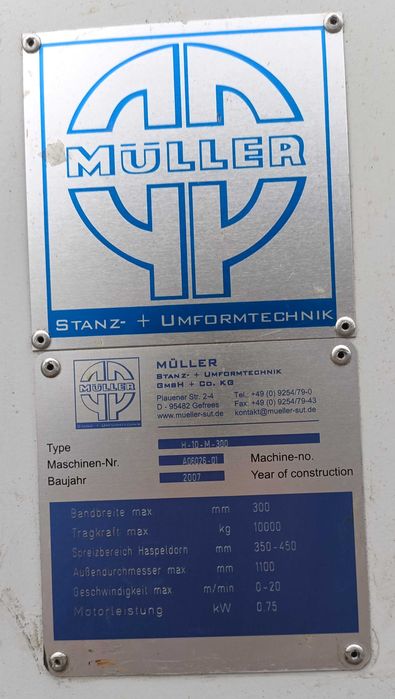 MÜLLER
STANZ- + UMFORMTECHNIK
MÜLLER
STANZ- + UMFORMTECHNIK
MÜLLER
STANZ- + UMFORMTECHNIK
GMBH + CO. KG
Plauener Str. 2-4 Tel.: +49 (0) 9254/79-0
D - 95482 Gefrees Fax: +49 (0) 9254/79-43
www.mueller-sut.de kontakt@mueller-sut.de
Type H-10-M-300
Maschinen-Nr. A06026-01 Machine-no.
Baujahr 2007 Year of construction
Bandbreite max mm 300
Tragkraft max kg 10000
Spreizbereich Haspeldorn mm 350-450
Außendurchmesser max mm 1100
Geschwindigkeit max m/min 0-20
Motorleistung kW 0.75